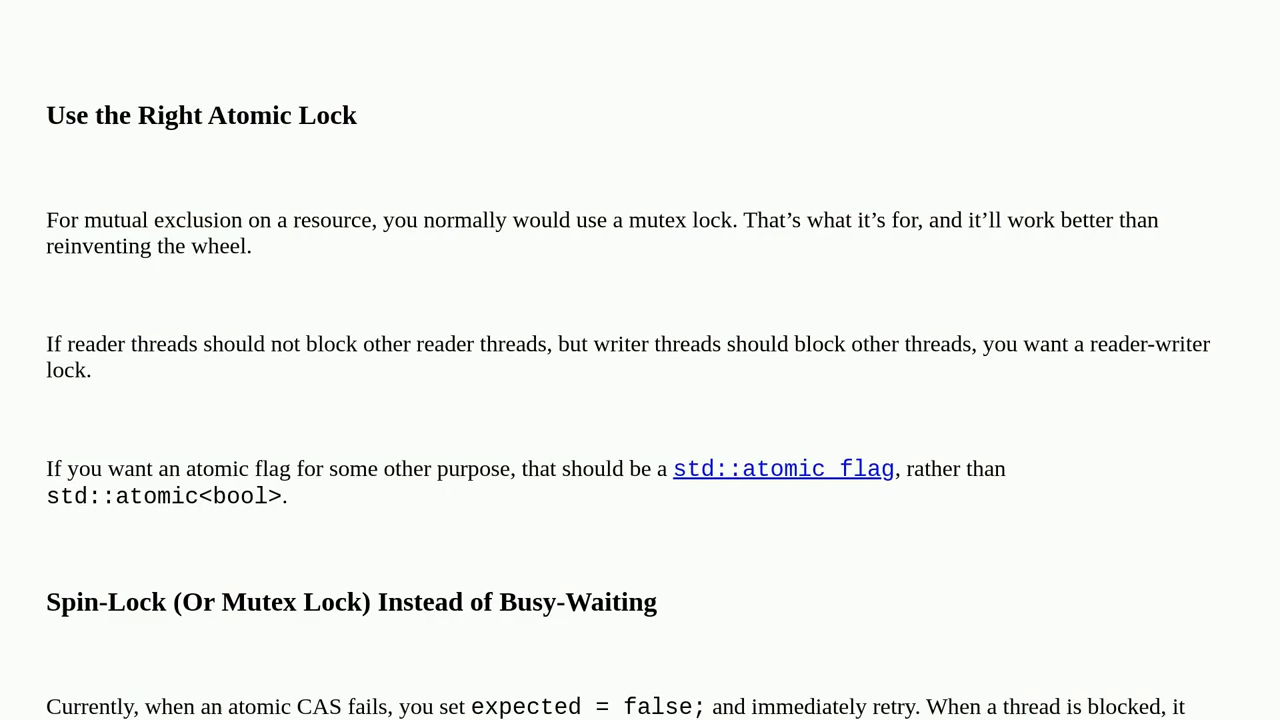 Use the Right Atomic Lock
For mutual exclusion on a resource, you normally would use a mutex lock. That’s what it’s for, and it’ll work better than
reinventing the wheel.
If reader threads should not block other reader threads, but writer threads should block other threads, you want a reader-writer
lock.
If you want an atomic flag for some other purpose, that should be a std::atomic_flag, rather than
std::atomic<bool>.
Spin-Lock (Or Mutex Lock) Instead of Busy-Waiting
Currently, when an atomic CAS fails, you set expected = false; and immediately retry. When a thread is blocked, it